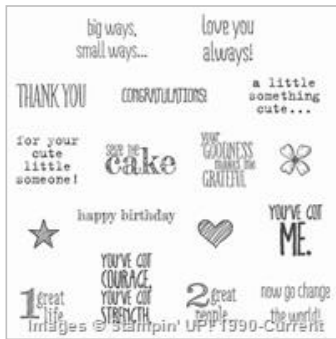 big ways,
small ways...
love you
always!
THANK YOU
CONGRATULATIONS!
a little
something
cute...
for your
cute
little
someone!
save the
cake
your
GOODNESS
makes me
GRATEFUL
happy birthday
YOU'VE GOT
ME.
YOU'VE GOT
COURAGE,
YOU'VE GOT
STRENGTH,
1 great
life
2 great
people
now go change
the world!
Images © Stampin' UP! 1990-Current